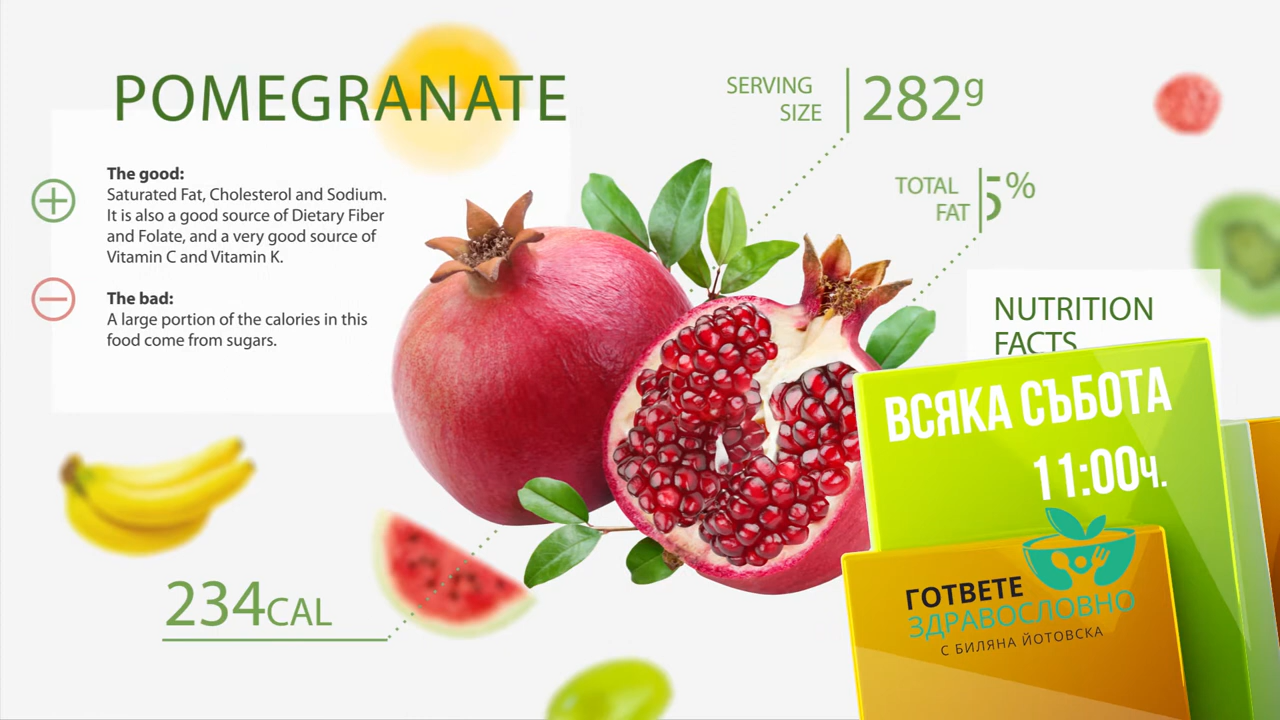 POMEGRANATE
The good:
Saturated Fat, Cholesterol and Sodium.
It is also a good source of Dietary Fiber
and Folate, and a very good source of
Vitamin C and Vitamin K.
The bad:
A large portion of the calories in this
food come from sugars.
234CAL
SERVING
SIZE
282g
TOTAL
FAT
5%
NUTRITION
FACTS
ВСЯКА СЪБОТА
11:00ч.
ГОТВЕТЕ
ЗДРАВОСЛОВНО
С БИЛЯНА ЙОТОВСКА